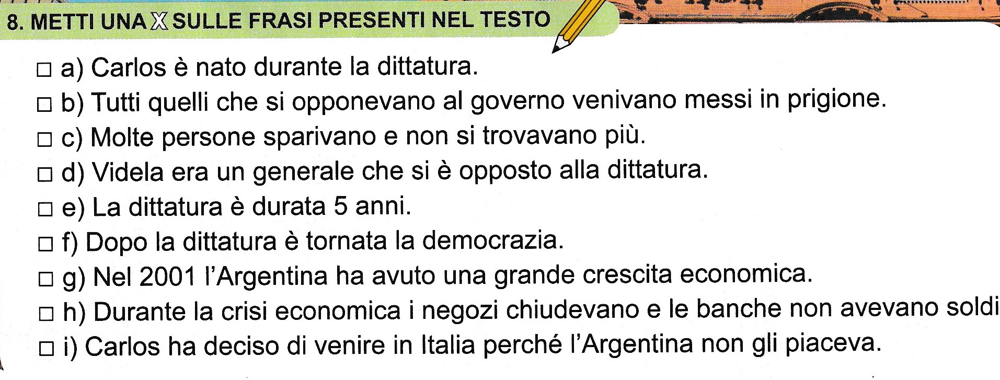 8. METTI UNA X SULLE FRASI PRESENTI NEL TESTO
□ a) Carlos è nato durante la dittatura.
□ b) Tutti quelli che si opponevano al governo venivano messi in prigione.
□ c) Molte persone sparivano e non si trovavano più.
□ d) Videla era un generale che si è opposto alla dittatura.
□ e) La dittatura è durata 5 anni.
□ f) Dopo la dittatura è tornata la democrazia.
□ g) Nel 2001 l'Argentina ha avuto una grande crescita economica.
□ h) Durante la crisi economica i negozi chiudevano e le banche non avevano soldi
□ i) Carlos ha deciso di venire in Italia perché l'Argentina non gli piaceva.